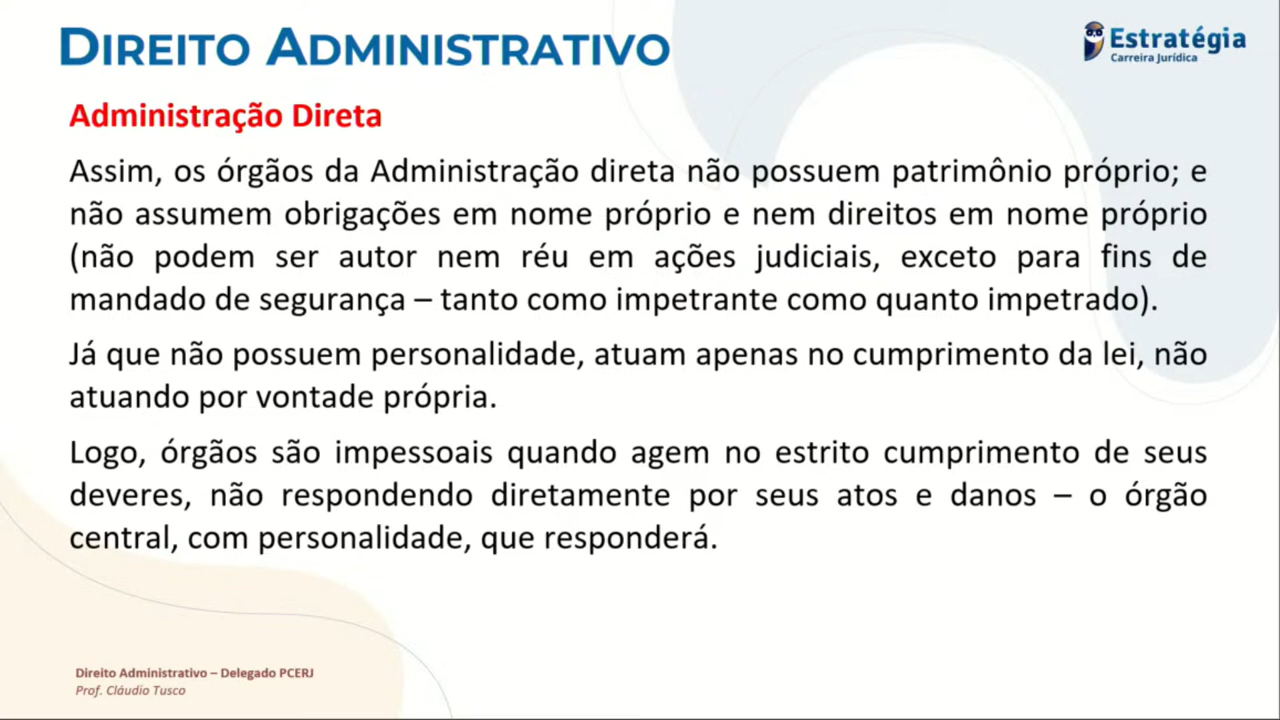 DIREITO ADMINISTRATIVO
Estratégia
Carreira Jurídica
Administração Direta
Assim, os órgãos da Administração direta não possuem patrimônio próprio; e
não assumem obrigações em nome próprio e nem direitos em nome próprio
(não podem ser autor nem réu em ações judiciais, exceto para fins de
mandado de segurança – tanto como impetrante como quanto impetrado).
Já que não possuem personalidade, atuam apenas no cumprimento da lei, não
atuando por vontade própria.
Logo, órgãos são impessoais quando agem no estrito cumprimento de seus
deveres, não respondendo diretamente por seus atos e danos – o órgão
central, com personalidade, que responderá.
Direito Administrativo – Delegado PCERJ
Prof. Cláudio Tusco